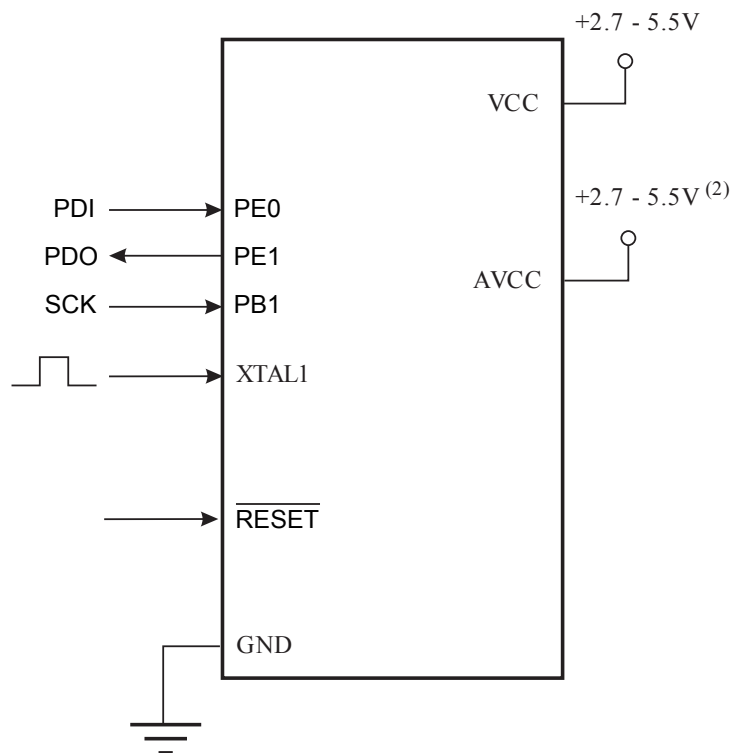 +2.7 - 5.5V
VCC
+2.7 - 5.5V (2)
PDI PE0
PDO PE1
AVCC
SCK PB1
XTAL1
RESET
GND